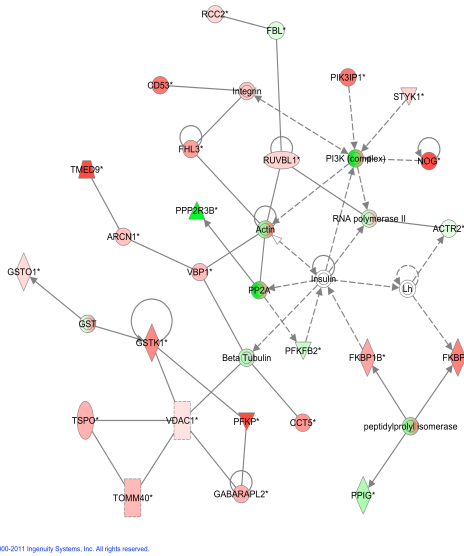 RCC2*
FBL*
CD53*
Integrin
PIK3IP1*
STYK1*
FHL3*
RUVBL1*
PI3K (complex)
NOG*
TMED9*
PPP2R3B*
RNA polymerase II
ARCN1*
Actin
ACTR2*
GSTO1*
VBP1*
Insulin
PP2A
Lh
GST
GSTK1*
Beta Tubulin
PFKFB2*
FKBP1B*
FKBP
TSPO*
VDAC1*
PFKP*
CCT5*
peptidylprolyl isomerase
TOMM40*
GABARAPL2*
PPIG*
00-2011 Ingenuity Systems, Inc. All rights reserved.